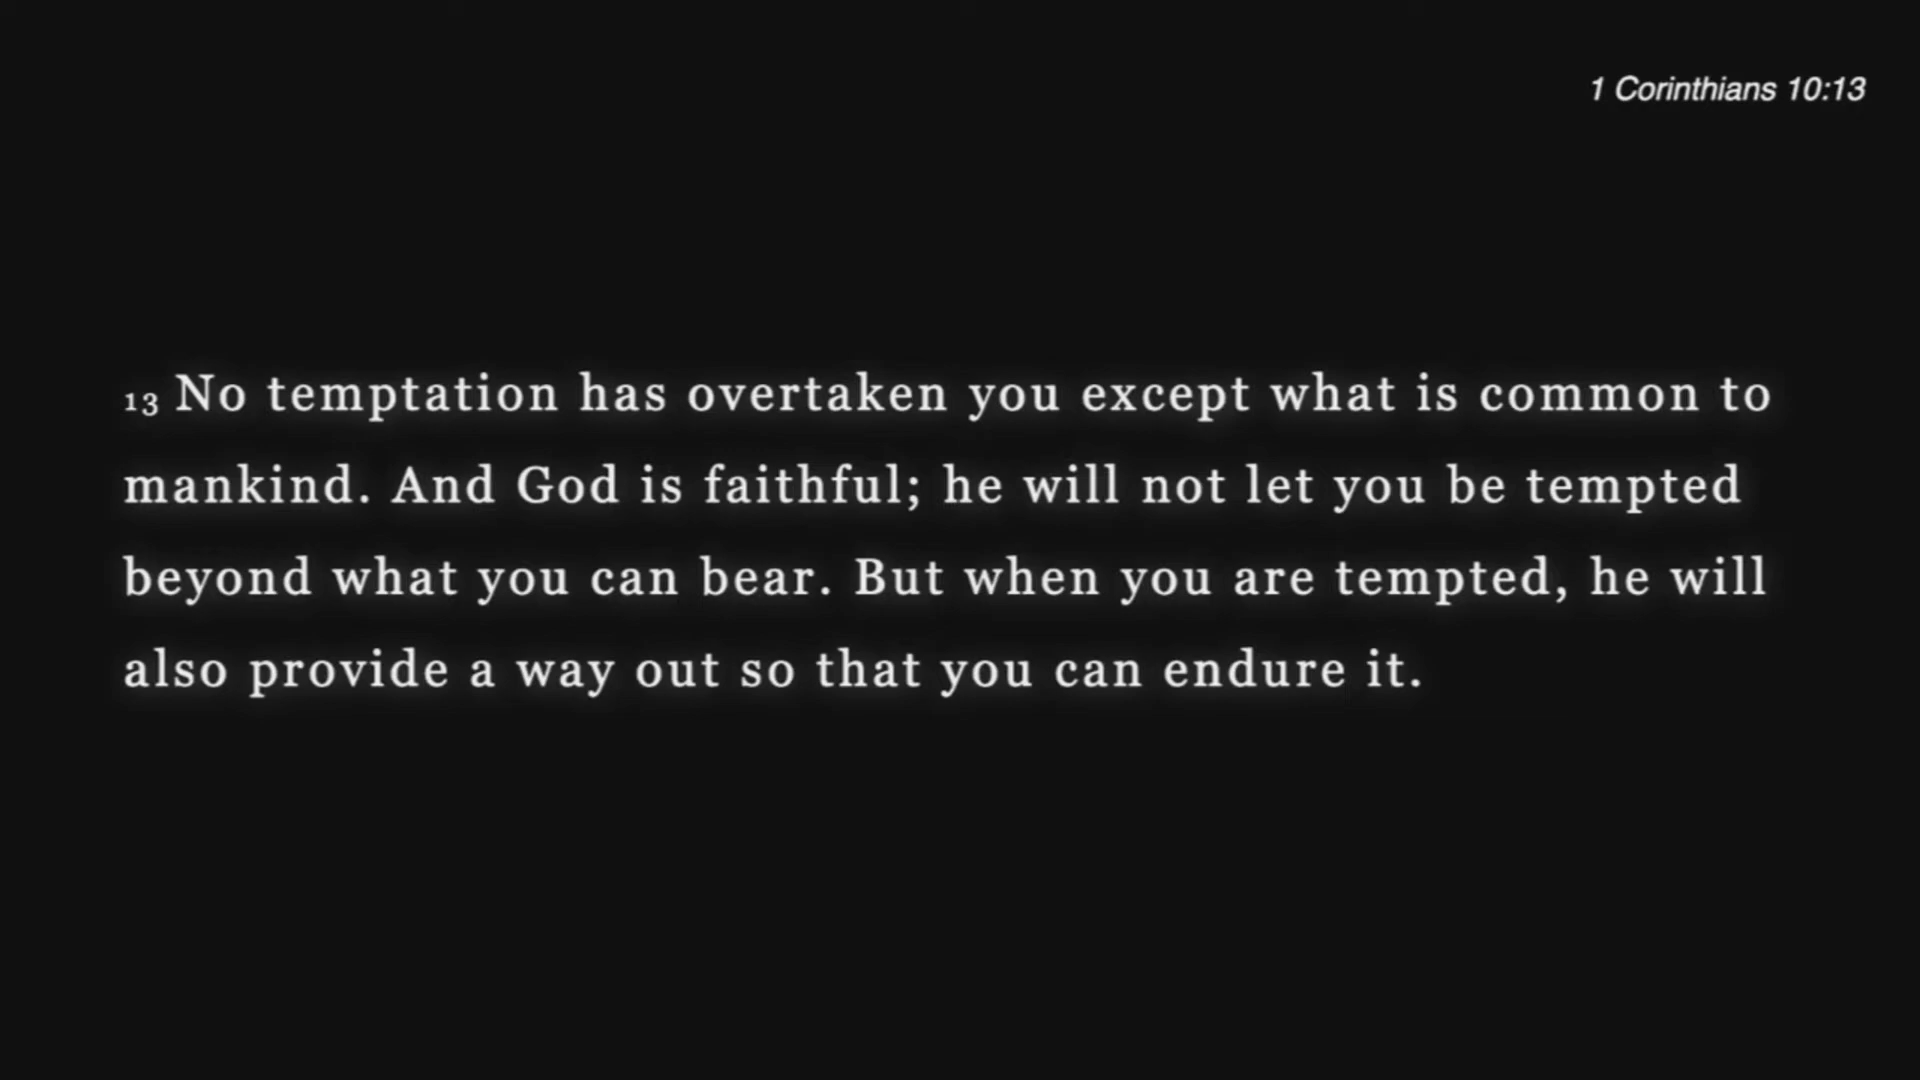 1 Corinthians 10:13
13 No temptation has overtaken you except what is common to
mankind. And God is faithful; he will not let you be tempted
beyond what you can bear. But when you are tempted, he will
also provide a way out so that you can endure it.